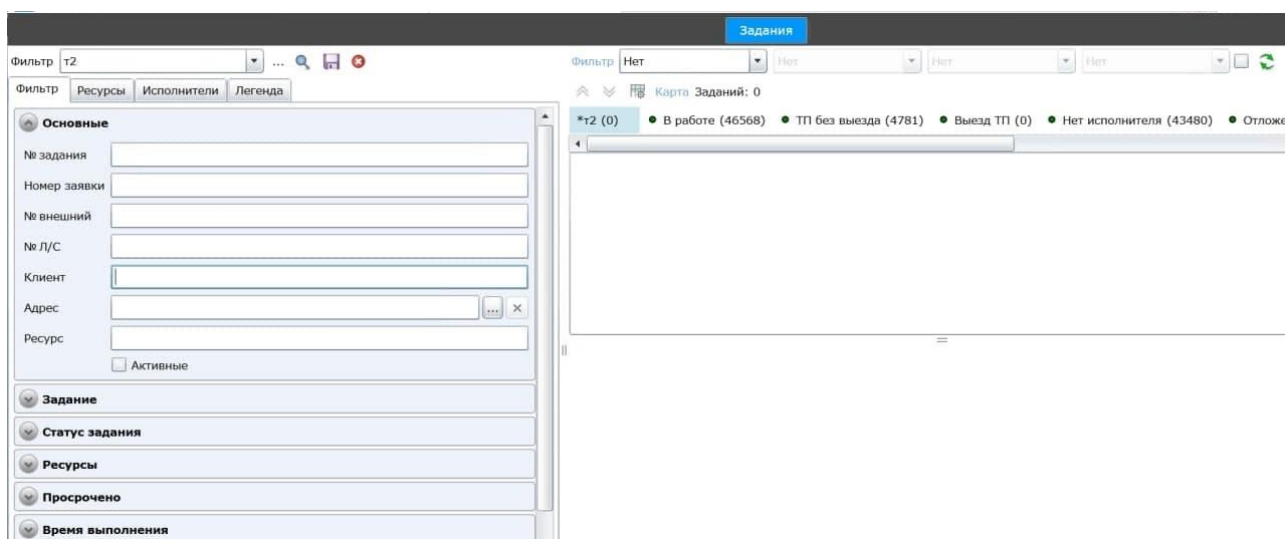 Задания
Фильтр т2 ...
Фильтр Ресурсы Исполнители Легенда
Основные
№ задания
Номер заявки
№ внешний
№ Л/С
Клиент
Адрес ...
Ресурс
Активные
Задание
Статус задания
Ресурсы
Просрочено
Время выполнения
Фильтр Нет Нет Нет Нет
Карта Заданий: 0
*т2 (0) В работе (46568) ТП без выезда (4781) Выезд ТП (0) Нет исполнителя (43480) Отложе